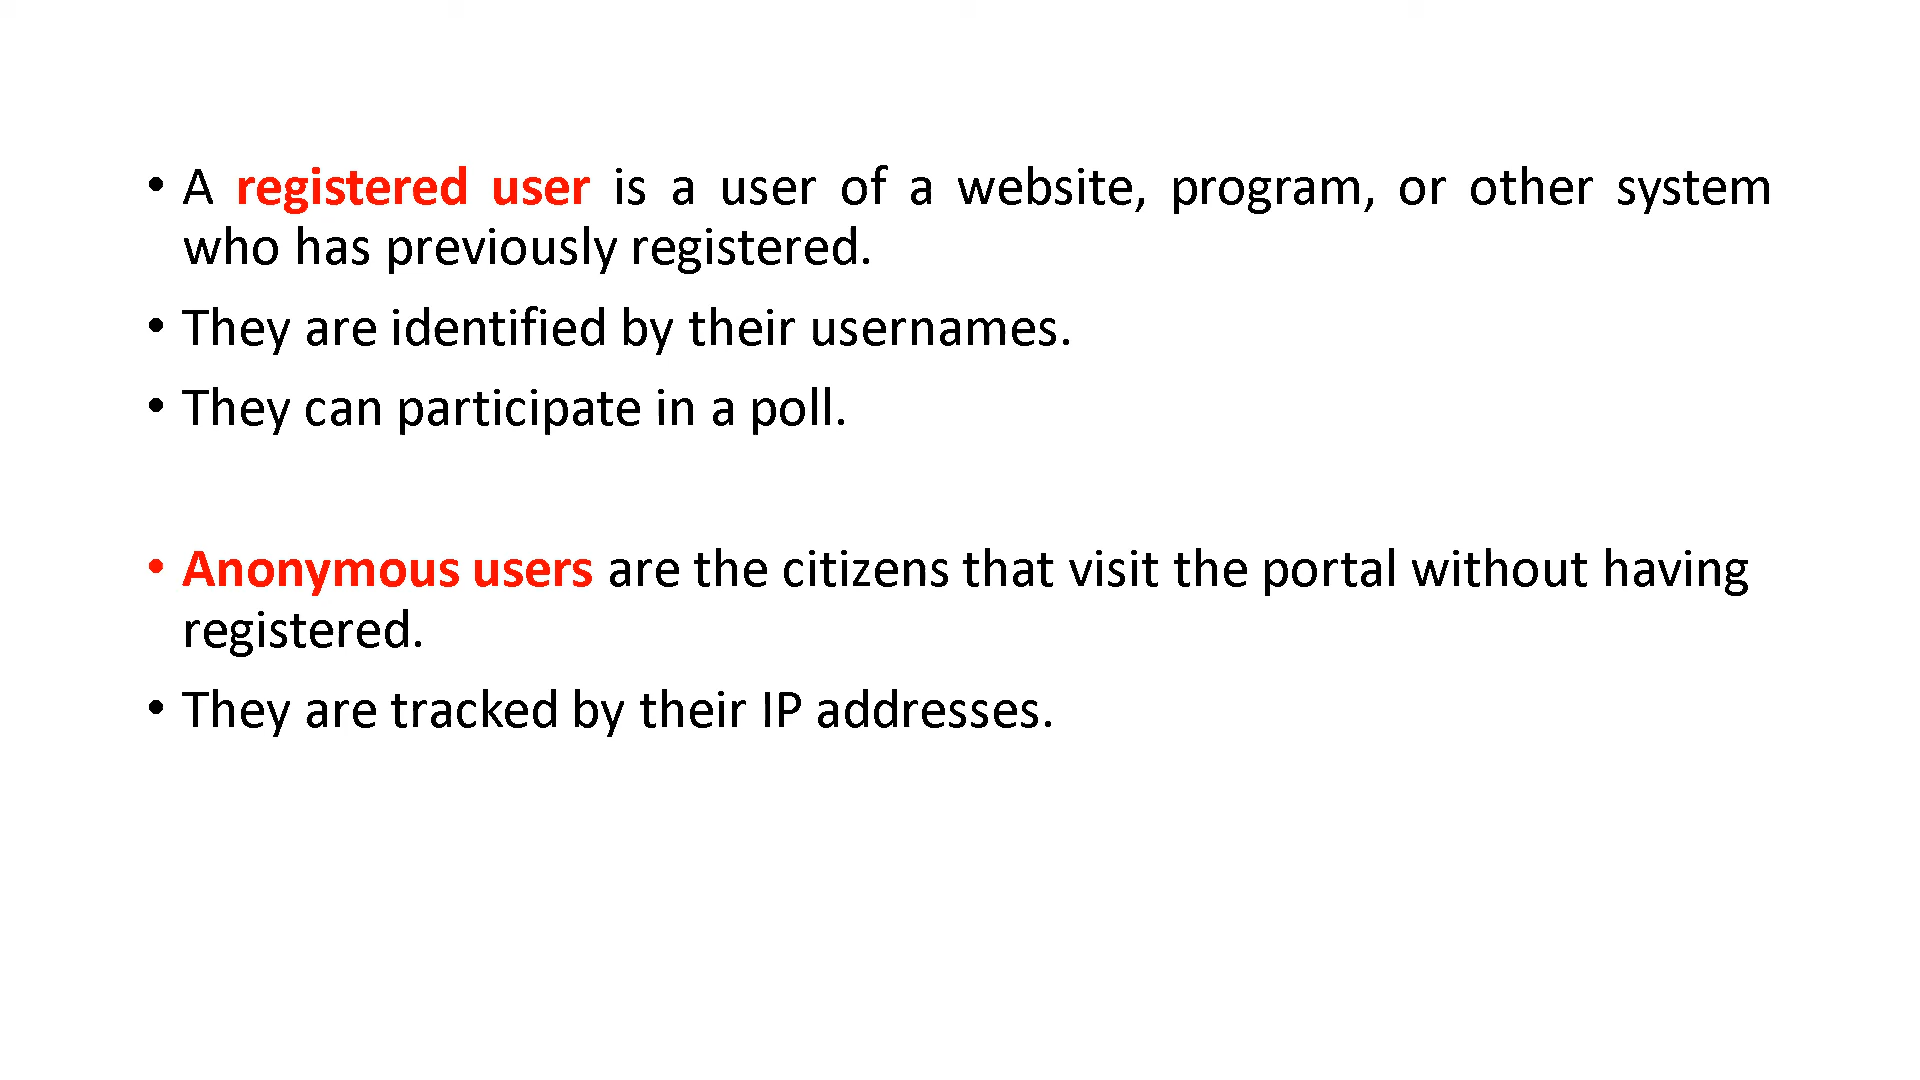 • A registered user is a user of a website, program, or other system
who has previously registered.
• They are identified by their usernames.
• They can participate in a poll.
• Anonymous users are the citizens that visit the portal without having
registered.
• They are tracked by their IP addresses.